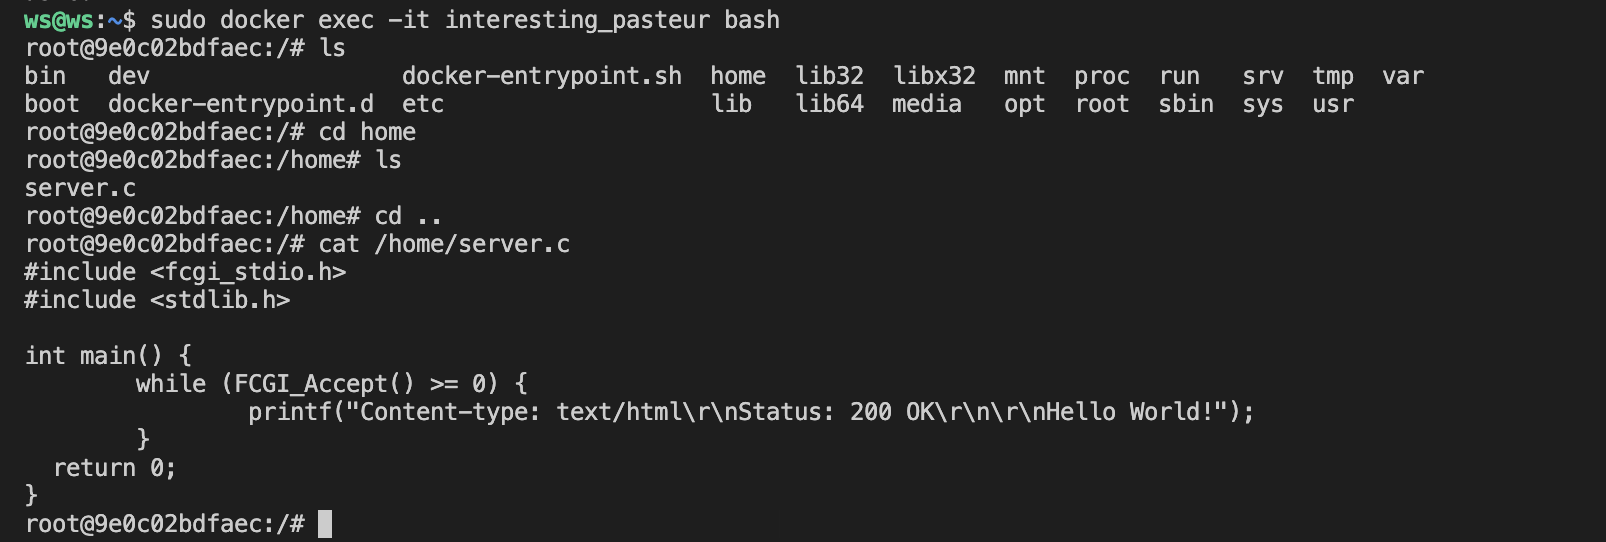 ws@ws:~$ sudo docker exec -it interesting_pasteur bash
root@9e0c02bdfaec:/# ls
bin   dev                  docker-entrypoint.sh  home  lib32  libx32  mnt  proc  run   srv  tmp  var
boot  docker-entrypoint.d  etc                   lib   lib64  media   opt  root  sbin  sys  usr
root@9e0c02bdfaec:/# cd home
root@9e0c02bdfaec:/home# ls
server.c
root@9e0c02bdfaec:/home# cd ..
root@9e0c02bdfaec:/# cat /home/server.c
#include <fcgi_stdio.h>
#include <stdlib.h>

int main() {
        while (FCGI_Accept() >= 0) {
                printf("Content-type: text/html\r\nStatus: 200 OK\r\n\r\nHello World!");
        }
  return 0;
}
root@9e0c02bdfaec:/#